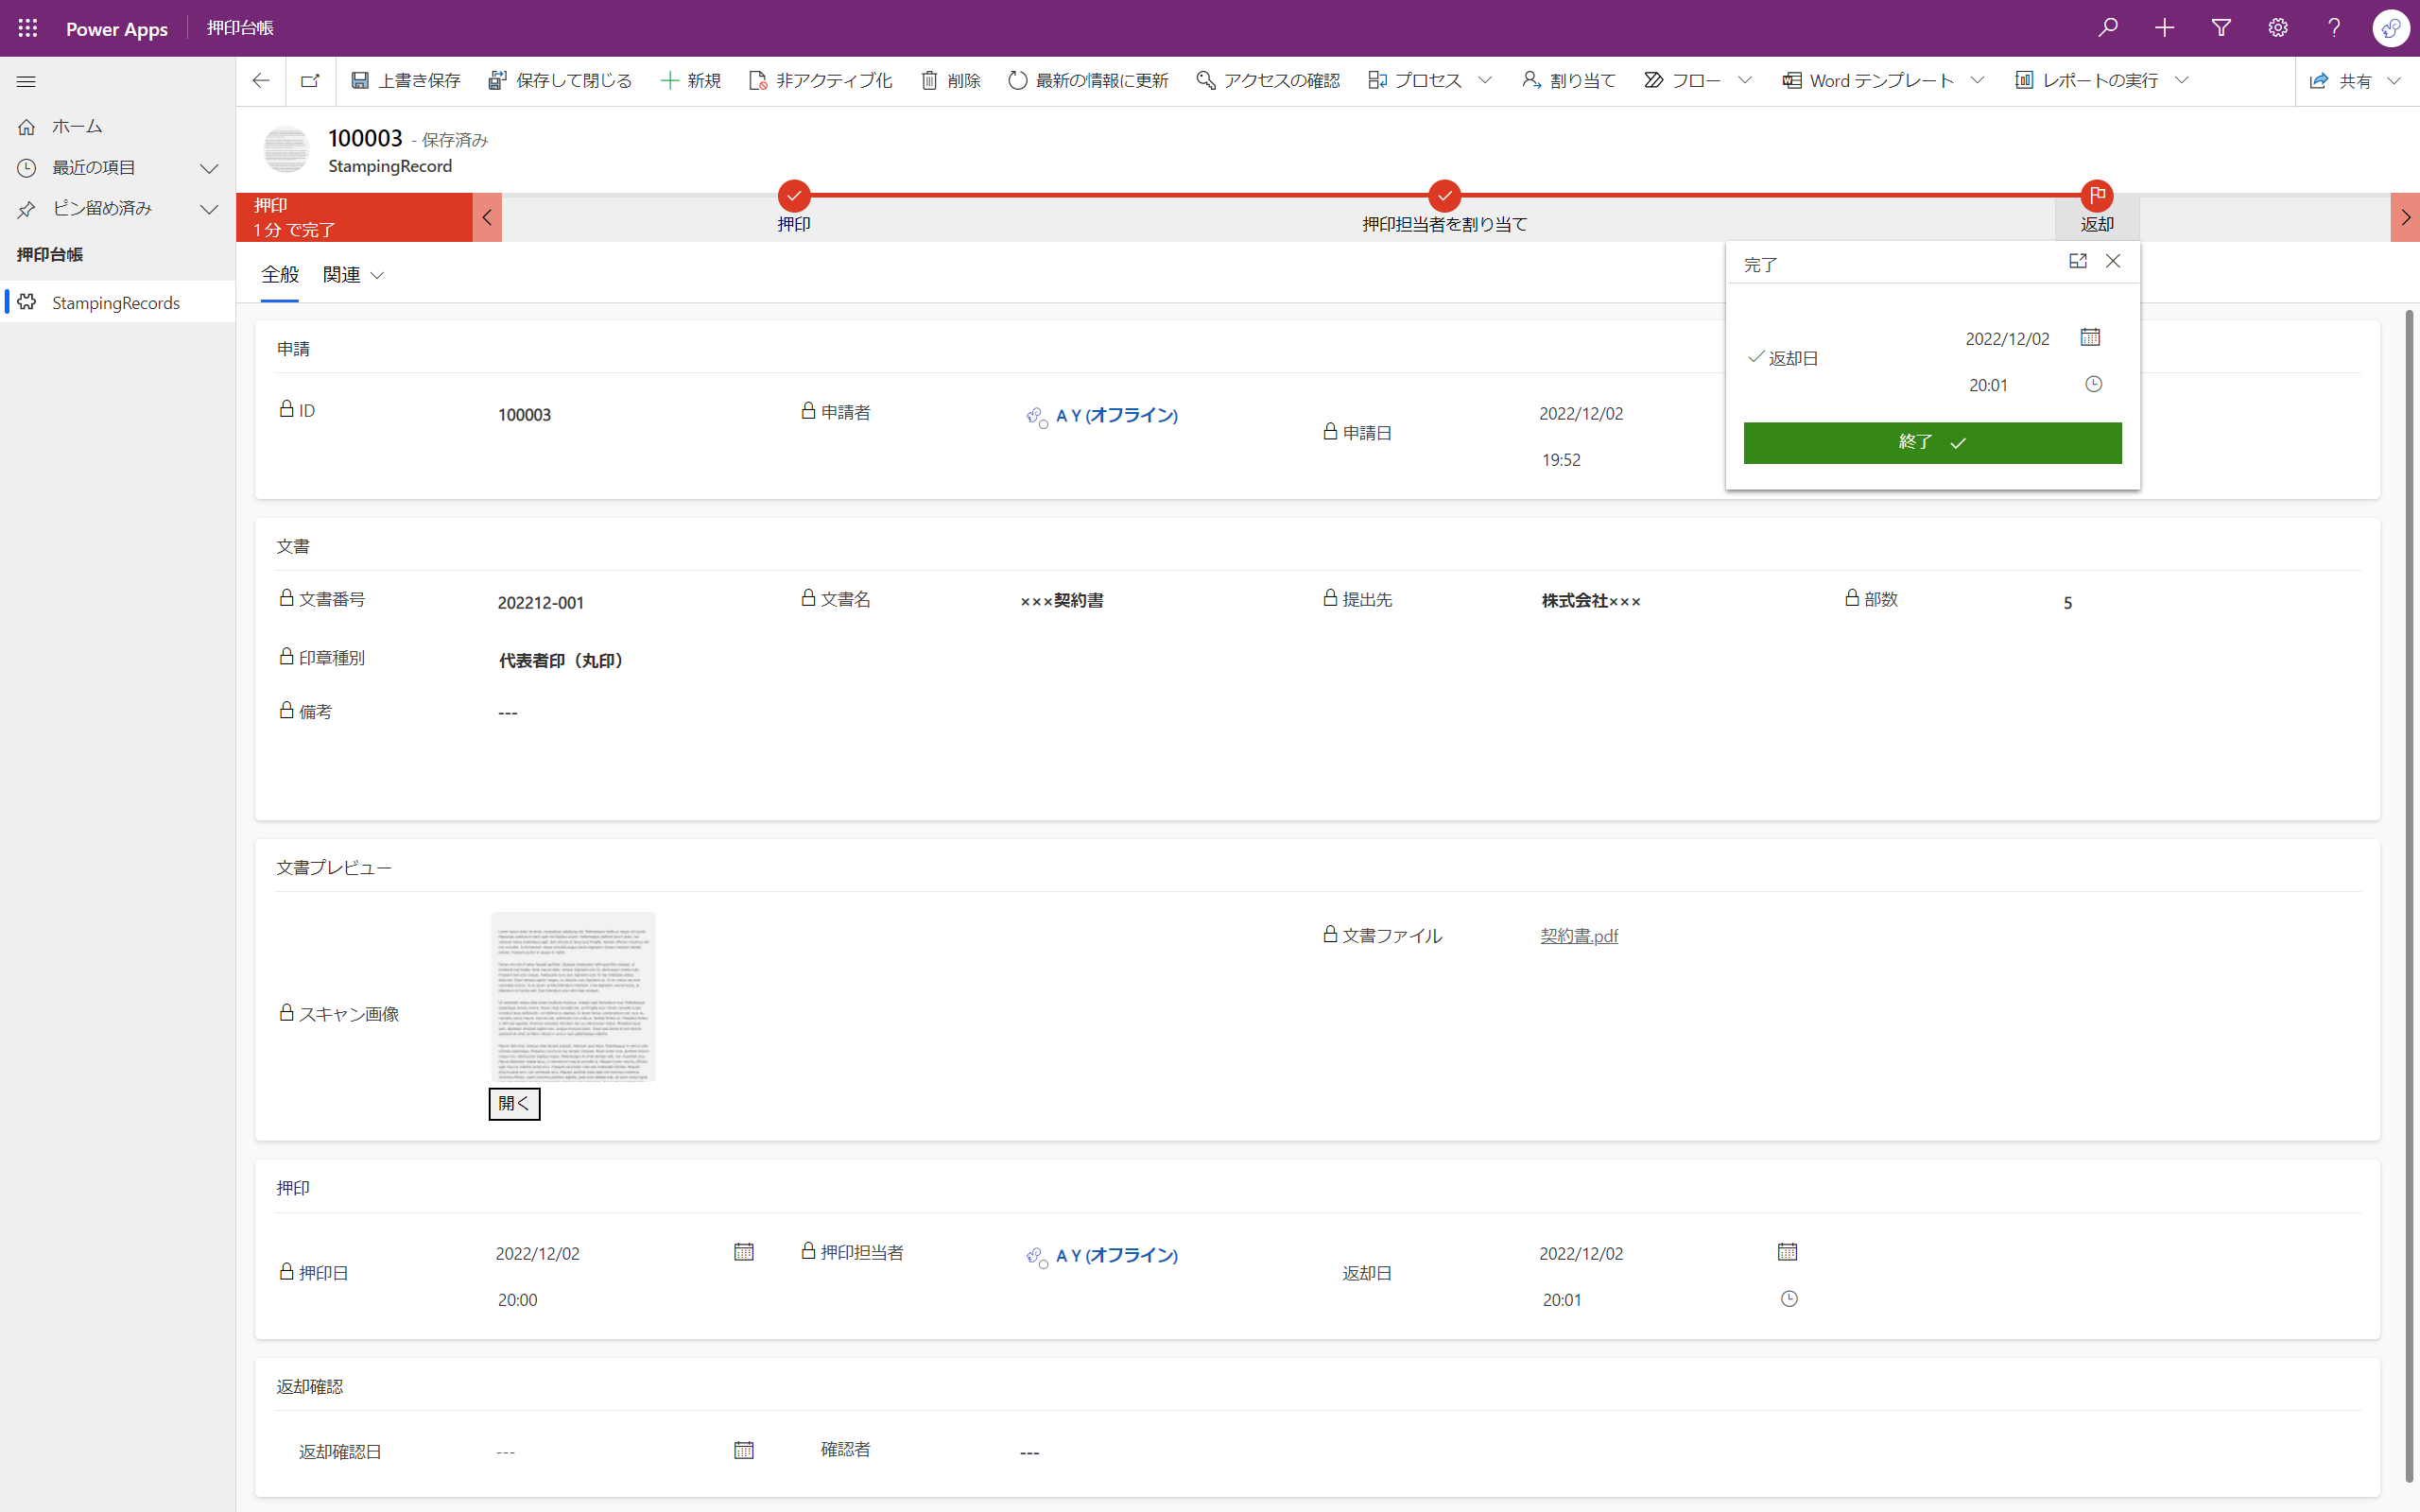 Power Apps 押印台帳
上書き保存 保存して閉じる 新規 非アクティブ化 削除 最新の情報に更新 アクセスの確認 プロセス 割り当て フロー Word テンプレート レポートの実行 共有
ホーム
最近の項目
ピン留め済み
押印台帳
StampingRecords
100003 - 保存済み
StampingRecord
押印
1 分 で完了
押印 押印担当者を割り当て 返却
全般 関連
完了
返却日 2022/12/02
20:01
終了
申請
ID 100003 申請者 A Y (オフライン) 申請日 2022/12/02
19:52
文書
文書番号 202212-001 文書名 ×××契約書 提出先 株式会社××× 部数 5
印章種別 代表者印（丸印）
備考 ---
文書プレビュー
スキャン画像 文書ファイル 契約書.pdf
開く
押印
押印日 2022/12/02 押印担当者 A Y (オフライン) 返却日 2022/12/02
20:00 20:01
返却確認
返却確認日 --- 確認者 ---